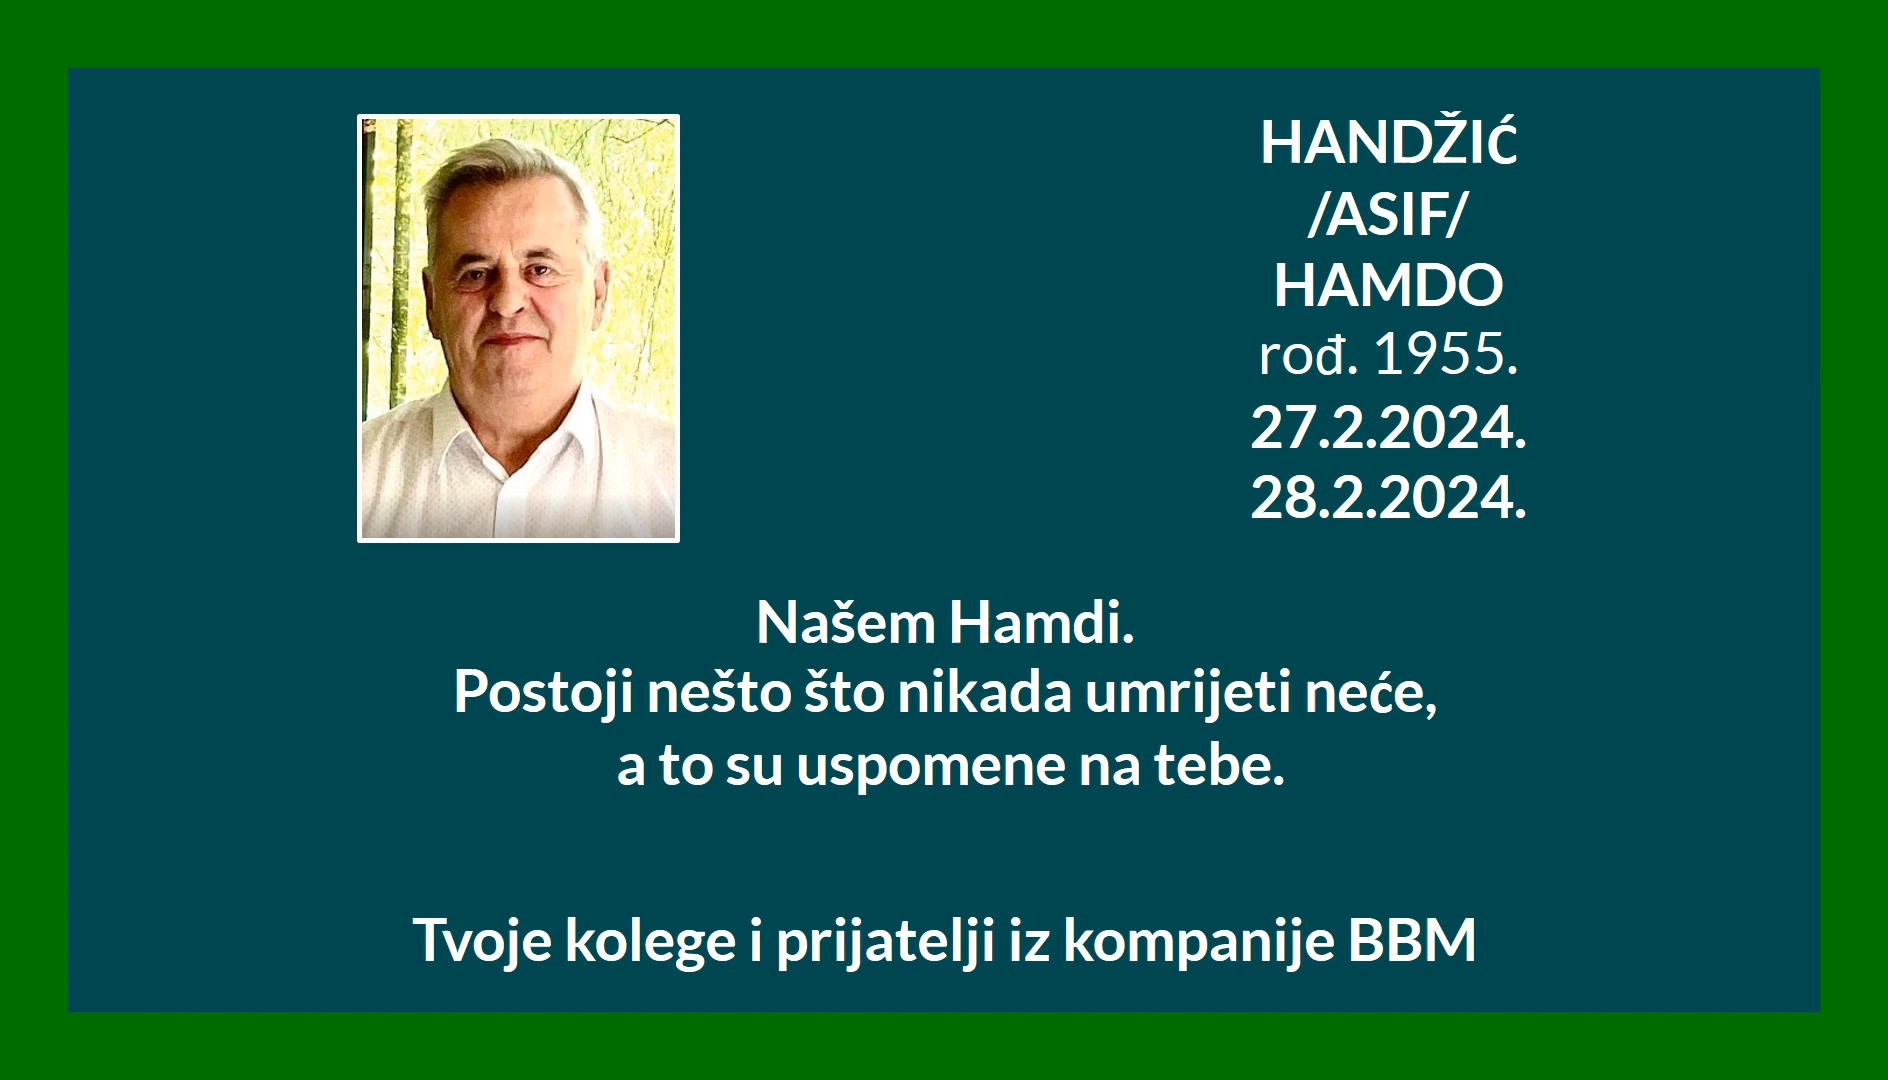 HANDŽIĆ
/ASIF/
HAMDO
rođ. 1955.
27.2.2024.
28.2.2024.
Našem Hamdi.
Postoji nešto što nikada umrijeti neće,
a to su uspomene na tebe.
Tvoje kolege i prijatelji iz kompanije BBM